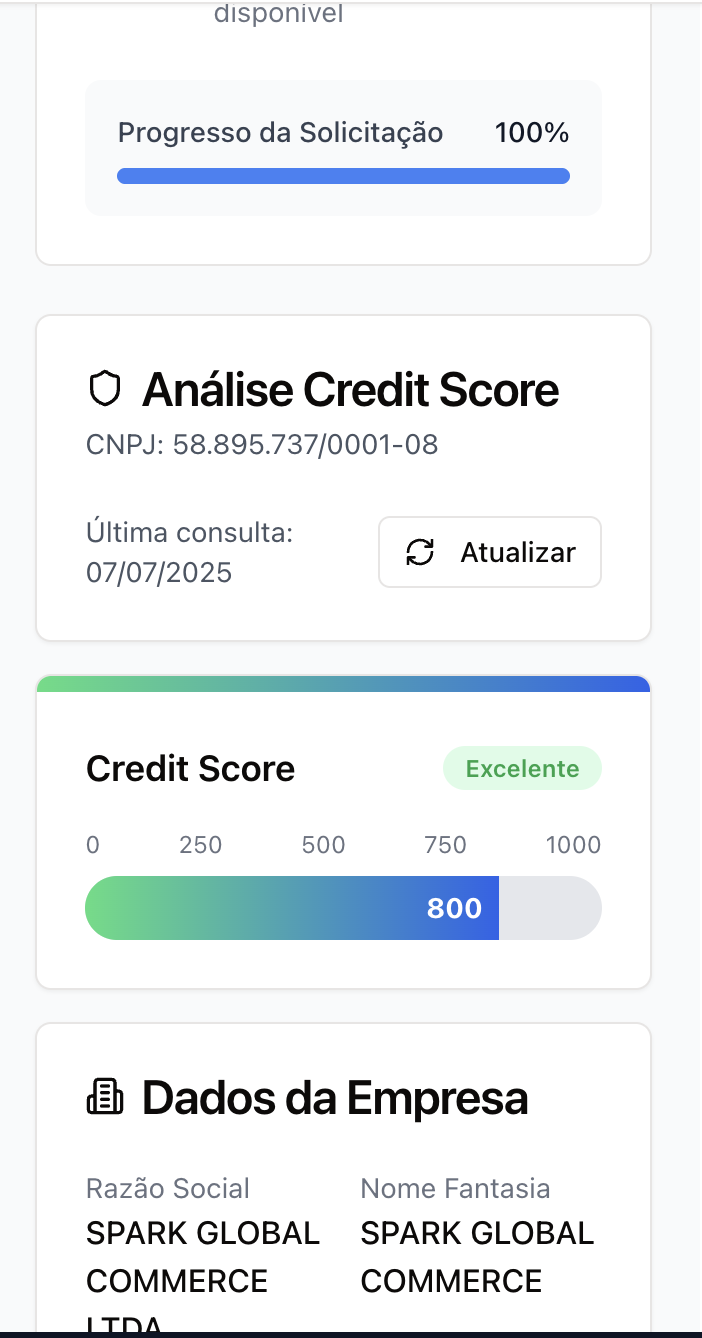 disponível
Progresso da Solicitação 100%
Análise Credit Score
CNPJ: 58.895.737/0001-08
Última consulta:
07/07/2025
Atualizar
Credit Score
Excelente
0 250 500 750 1000
800
Dados da Empresa
Razão Social
SPARK GLOBAL
COMMERCE
LTDA
Nome Fantasia
SPARK GLOBAL
COMMERCE